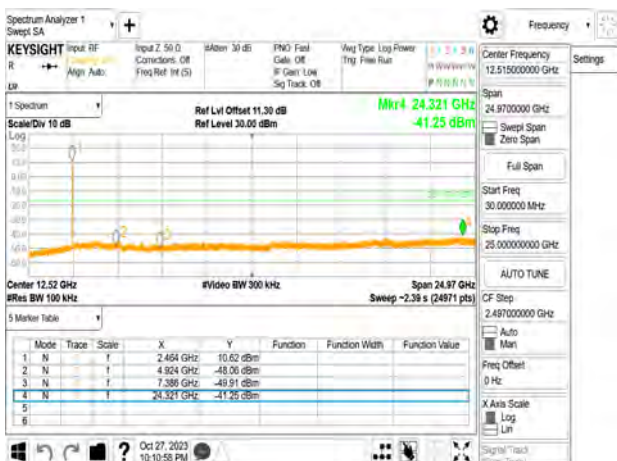 Spectrum Analyzer 1
Swept SA
+
Frequency
KEYSIGHT
Input: RF
Input Z: 50 Ω
#Atten: 30 dB
PNO: Fast
Avg Type: Log-Power
R
Corrections: Off
Gate: Off
Trig: Free Run
Align: Auto
Freq Ref: Int (S)
IF Gain: Low
Sig Track: Off
Center Frequency
12.515000000 GHz
Settings
Span
24.9700000 GHz
Swept Span
Zero Span
Full Span
Start Freq
30.000000 MHz
Stop Freq
25.000000000 GHz
AUTO TUNE
CF Step
2.497000000 GHz
Auto
Man
Freq Offset
0 Hz
X Axis Scale
Log
Lin
Signal Track
1 Spectrum
Ref Lvl Offset 11.30 dB
Mkr4 24.321 GHz
Scale/Div 10 dB
Ref Level 30.00 dBm
-41.25 dBm
Log
Center 12.52 GHz
#Video BW 300 kHz
Span 24.97 GHz
#Res BW 100 kHz
Sweep ~2.39 s (24971 pts)
5 Marker Table
Mode Trace Scale X Y Function Function Width Function Value
1 N f 2.464 GHz 10.62 dBm
2 N f 4.924 GHz -48.06 dBm
3 N f 7.386 GHz -49.91 dBm
4 N f 24.321 GHz -41.25 dBm
5
6
?
Oct 27, 2023
10:10:58 PM